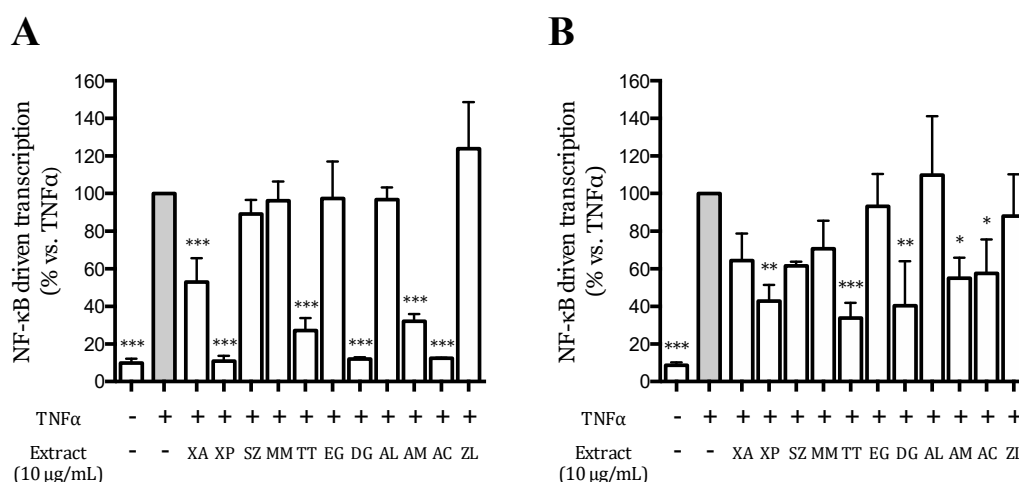 A
NF-κB driven transcription
(% vs. TNFα)
160
140
120
100
80
60
40
20
0
*** *** *** *** *** *** ***
TNFα - + + + + + + + + + + + +
Extract
(10 µg/mL)
- - XA XP SZ MM TT EG DG AL AM AC ZL
B
NF-κB driven transcription
(% vs. TNFα)
160
140
120
100
80
60
40
20
0
*** ** *** ** * *
TNFα - + + + + + + + + + + + +
Extract
(10 µg/mL)
- - XA XP SZ MM TT EG DG AL AM AC ZL